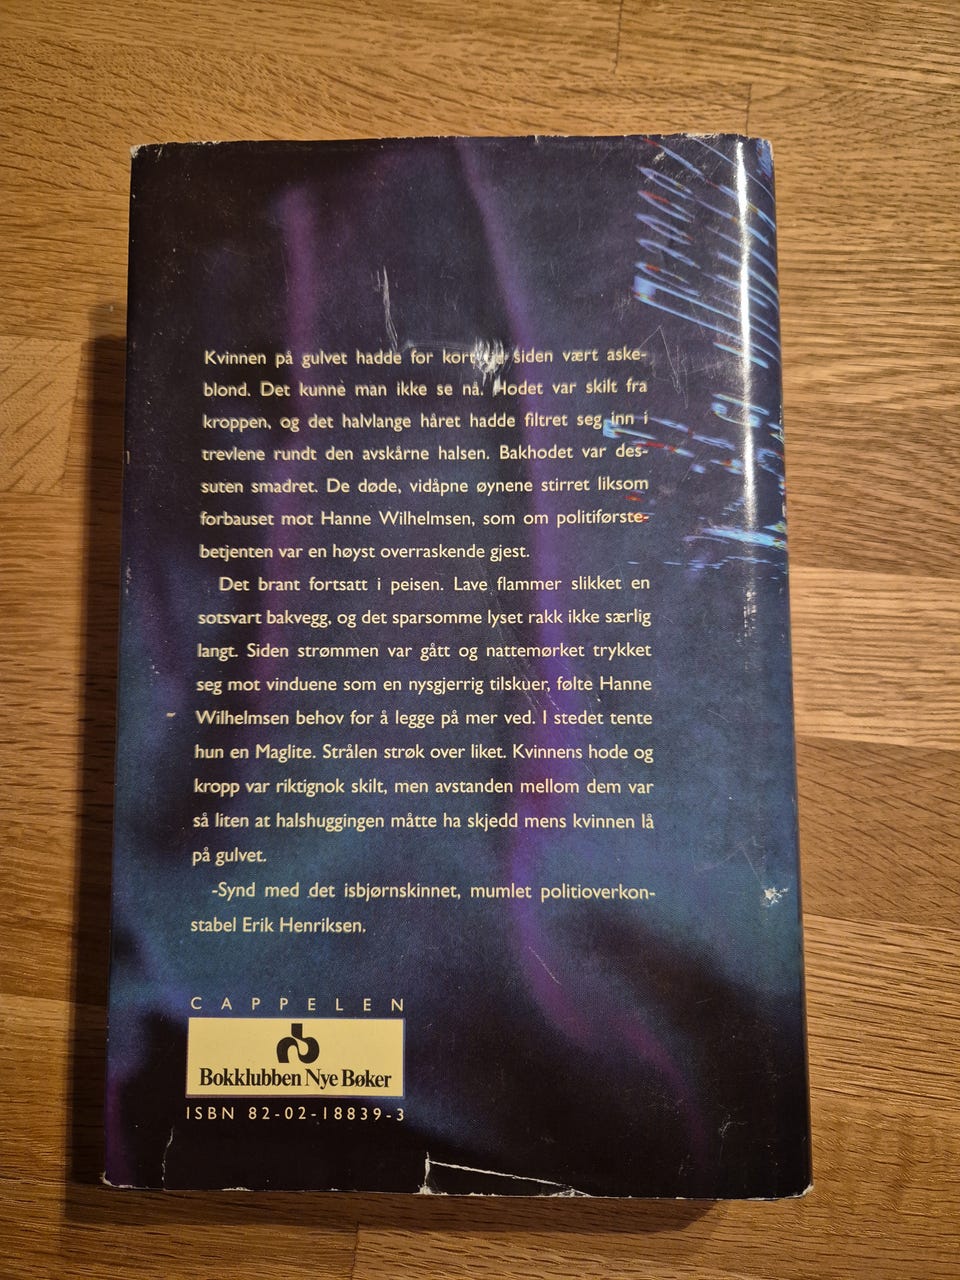 Kvinnen på gulvet hadde for kort tid siden vært aske-
blond. Det kunne man ikke se nå. Hodet var skilt fra
kroppen, og det halvlange håret hadde filtret seg inn i
trevlene rundt den avskårne halsen. Bakhodet var des-
suten smadret. De døde, vidåpne øynene stirret liksom
forbauset mot Hanne Wilhelmsen, som om politiførste-
betjenten var en høyst overraskende gjest.
Det brant fortsatt i peisen. Lave flammer slikket en
sotsvart bakvegg, og det sparsomme lyset rakk ikke særlig
langt. Siden strømmen var gått og nattemørket trykket
seg mot vinduene som en nysgjerrig tilskuer, følte Hanne
Wilhelmsen behov for å legge på mer ved. I stedet tente
hun en Maglite. Strålen strøk over liket. Kvinnens hode og
kropp var riktignok skilt, men avstanden mellom dem var
så liten at halshuggingen måtte ha skjedd mens kvinnen lå
på gulvet.
-Synd med det isbjørnskinnet, mumlet politioverkon-
stabel Erik Henriksen.
CAPPELEN
Bokklubben Nye Bøker
ISBN 82-02-18839-3